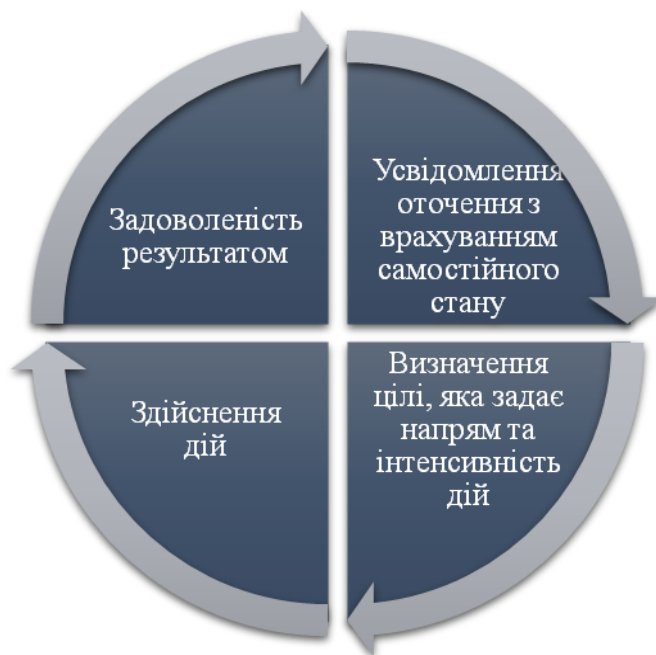 Задоволеність
результатом
Усвідомлення
оточення з
врахуванням
самостійного
стану
Здійснення
дій
Визначення
цілі, яка задає
напрям та
інтенсивність
дій